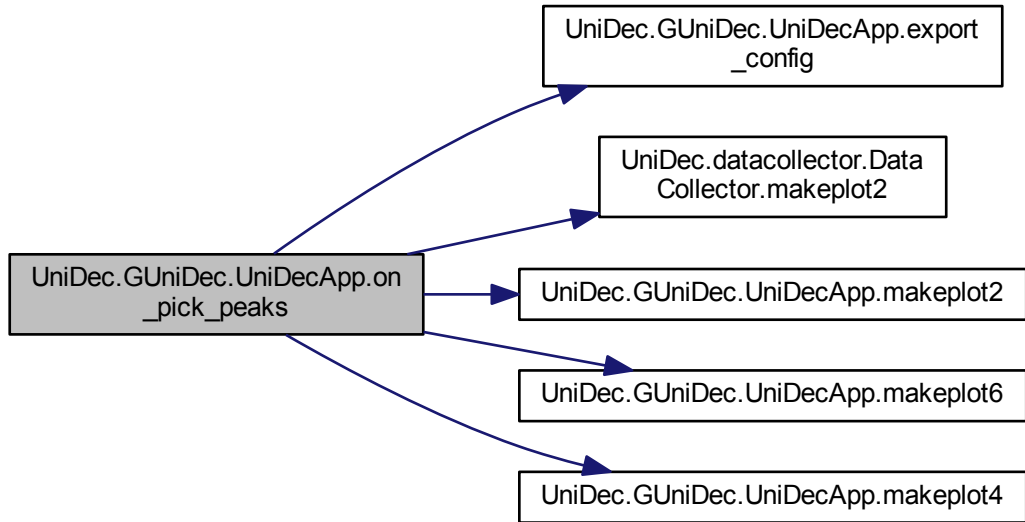 UniDec.GUniDec.UniDecApp.export
_config
UniDec.datacollector.Data
Collector.makeplot2
UniDec.GUniDec.UniDecApp.on
_pick_peaks
UniDec.GUniDec.UniDecApp.makeplot2
UniDec.GUniDec.UniDecApp.makeplot6
UniDec.GUniDec.UniDecApp.makeplot4